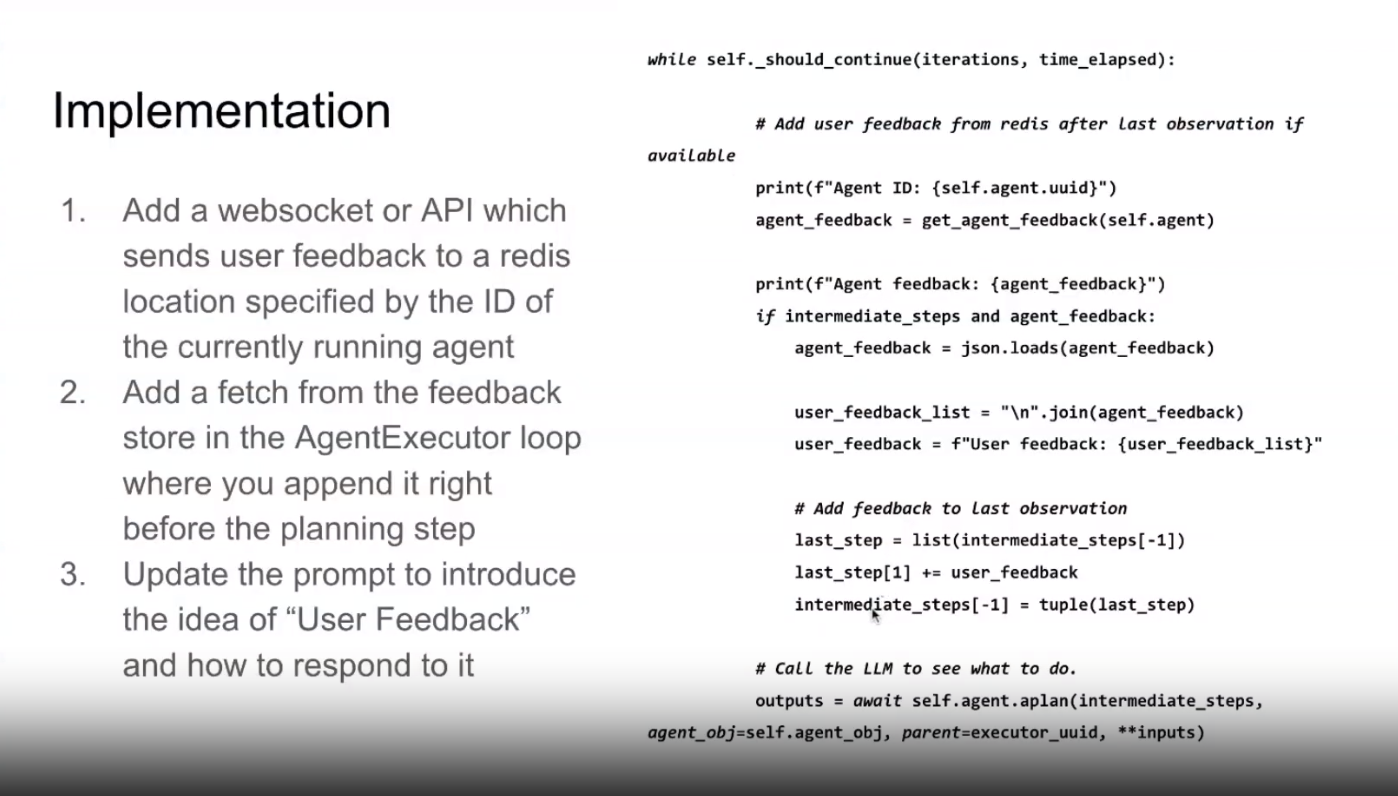 Implementation
1. Add a websocket or API which
sends user feedback to a redis
location specified by the ID of
the currently running agent
2. Add a fetch from the feedback
store in the AgentExecutor loop
where you append it right
before the planning step
3. Update the prompt to introduce
the idea of “User Feedback”
and how to respond to it
while self._should_continue(iterations, time_elapsed):
# Add user feedback from redis after last observation if
available
print(f"Agent ID: {self.agent.uuid}")
agent_feedback = get_agent_feedback(self.agent)
print(f"Agent feedback: {agent_feedback}")
if intermediate_steps and agent_feedback:
agent_feedback = json.loads(agent_feedback)
user_feedback_list = "\n".join(agent_feedback)
user_feedback = f"User feedback: {user_feedback_list}"
# Add feedback to last observation
last_step = list(intermediate_steps[-1])
last_step[1] += user_feedback
intermediate_steps[-1] = tuple(last_step)
# Call the LLM to see what to do.
outputs = await self.agent.aplan(intermediate_steps,
agent_obj=self.agent_obj, parent=executor_uuid, **inputs)